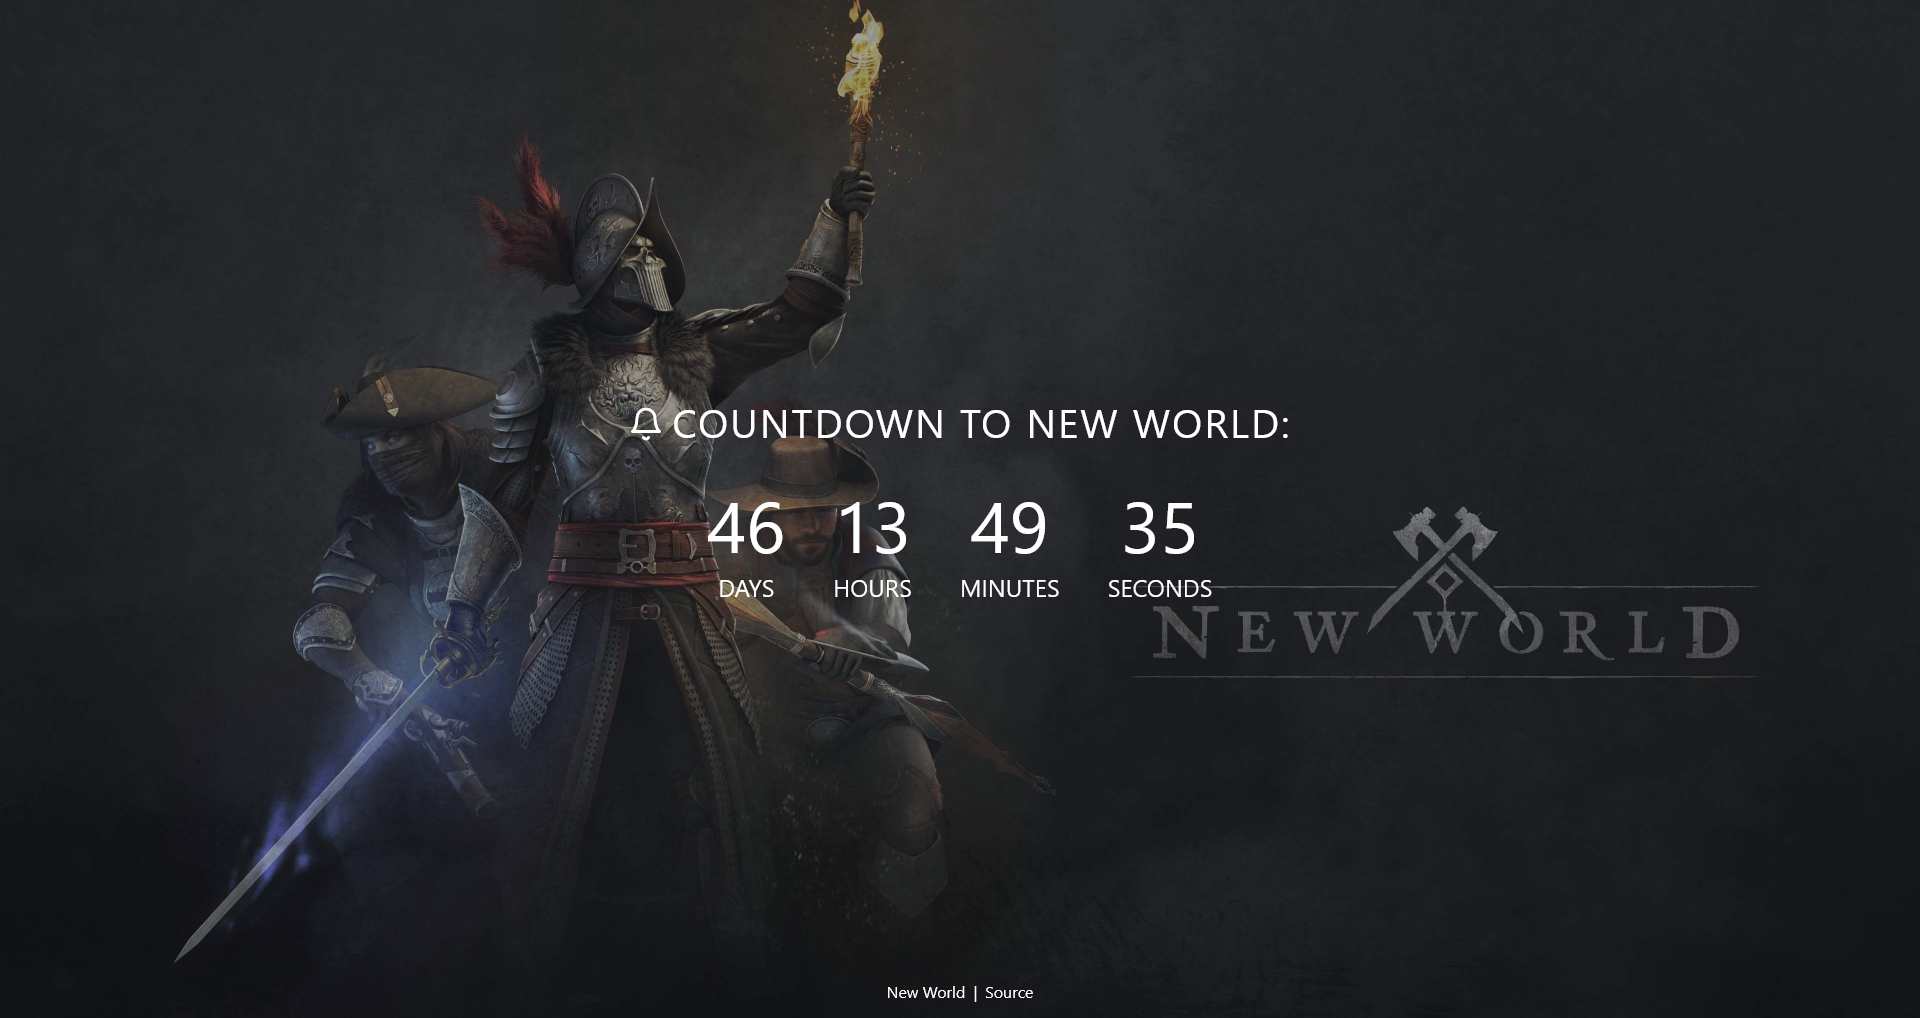 COUNTDOWN TO NEW WORLD:
46 13 49 35
DAYS HOURS MINUTES SECONDS
NEW WORLD
New World | Source